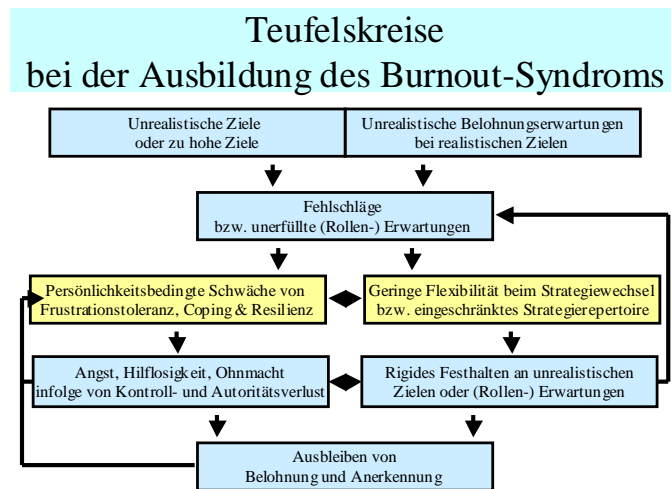 Teufelskreise
bei der Ausbildung des Burnout-Syndroms
Unrealistische Ziele
oder zu hohe Ziele
Unrealistische Belohnungserwartungen
bei realistischen Zielen
Fehlschläge
bzw. unerfüllte (Rollen-) Erwartungen
Persönlichkeitsbedingte Schwäche von
Frustrationstoleranz, Coping & Resilienz
Geringe Flexibilität beim Strategiewechsel
bzw. eingeschränktes Strategierepertoire
Angst, Hilflosigkeit, Ohnmacht
infolge von Kontroll- und Autoritätsverlust
Rigides Festhalten an unrealistischen
Zielen oder (Rollen-) Erwartungen
Ausbleiben von
Belohnung und Anerkennung